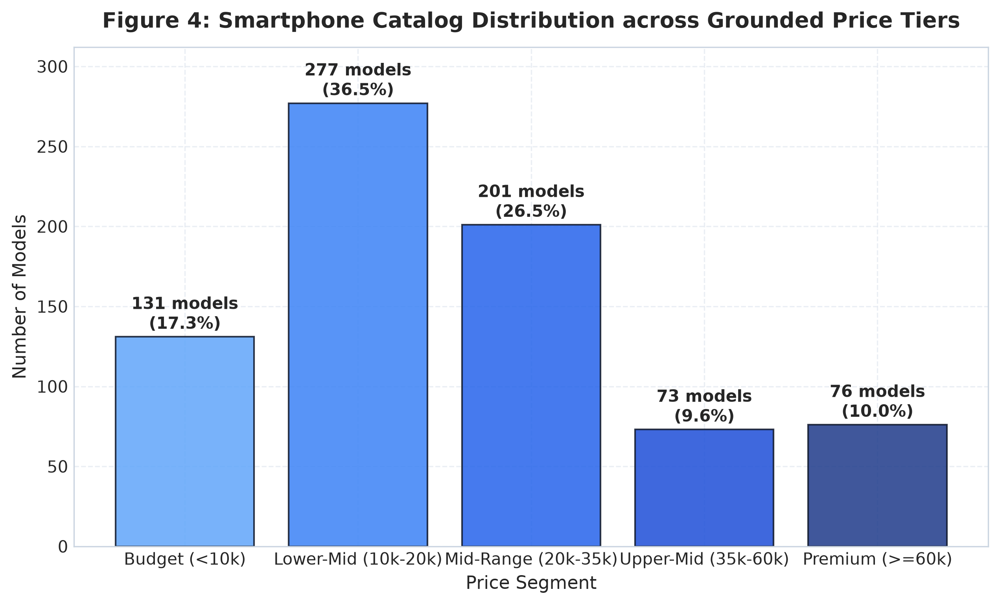 Figure 4: Smartphone Catalog Distribution across Grounded Price Tiers
300
250
200
150
100
50
0
Number of Models
131 models
(17.3%)
277 models
(36.5%)
201 models
(26.5%)
73 models
(9.6%)
76 models
(10.0%)
Budget (<10k)
Lower-Mid (10k-20k)
Mid-Range (20k-35k)
Upper-Mid (35k-60k)
Premium (>=60k)
Price Segment